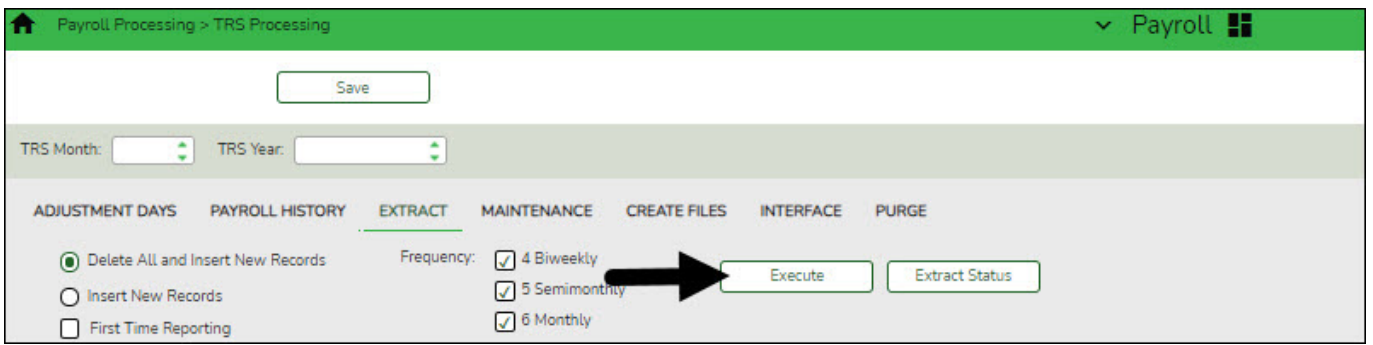 Payroll Processing > TRS Processing
Payroll
Save
TRS Month:
TRS Year:
ADJUSTMENT DAYS PAYROLL HISTORY EXTRACT MAINTENANCE CREATE FILES INTERFACE PURGE
Delete All and Insert New Records
Insert New Records
First Time Reporting
Frequency:
4 Biweekly
5 Semimonthly
6 Monthly
Execute
Extract Status